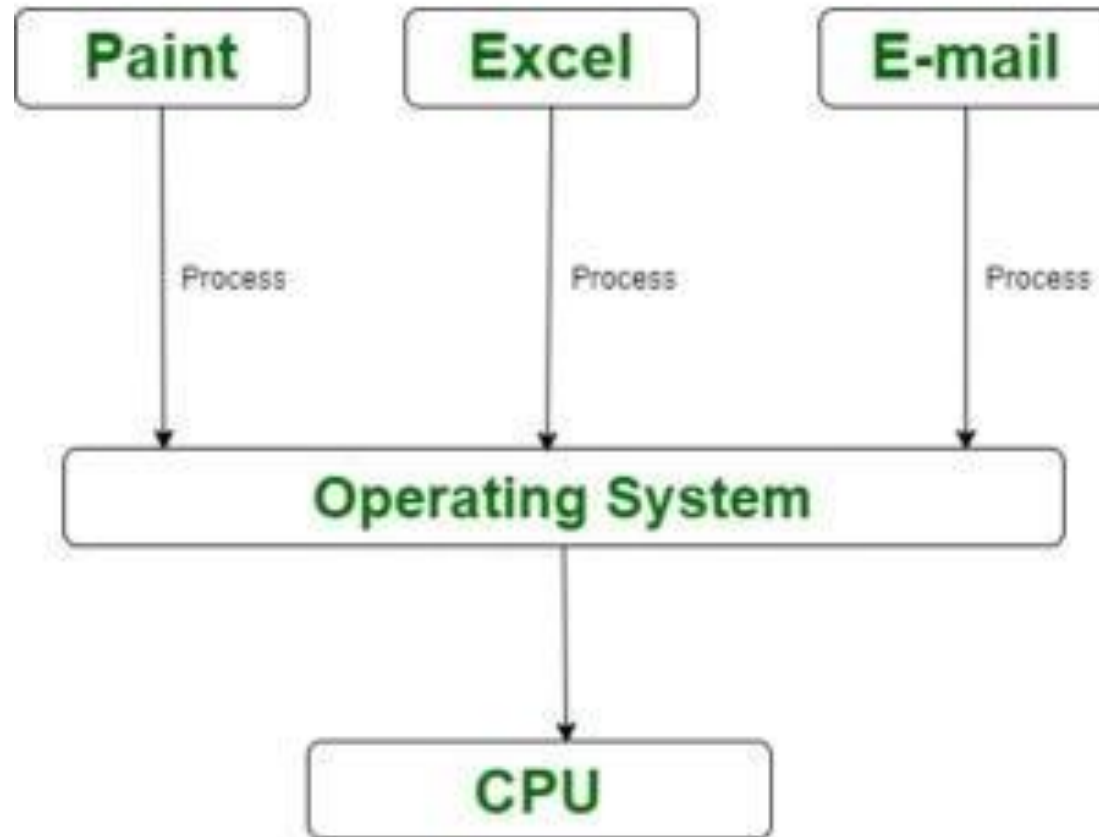 Paint
Excel
E-mail
Process
Process
Process
Operating System
CPU